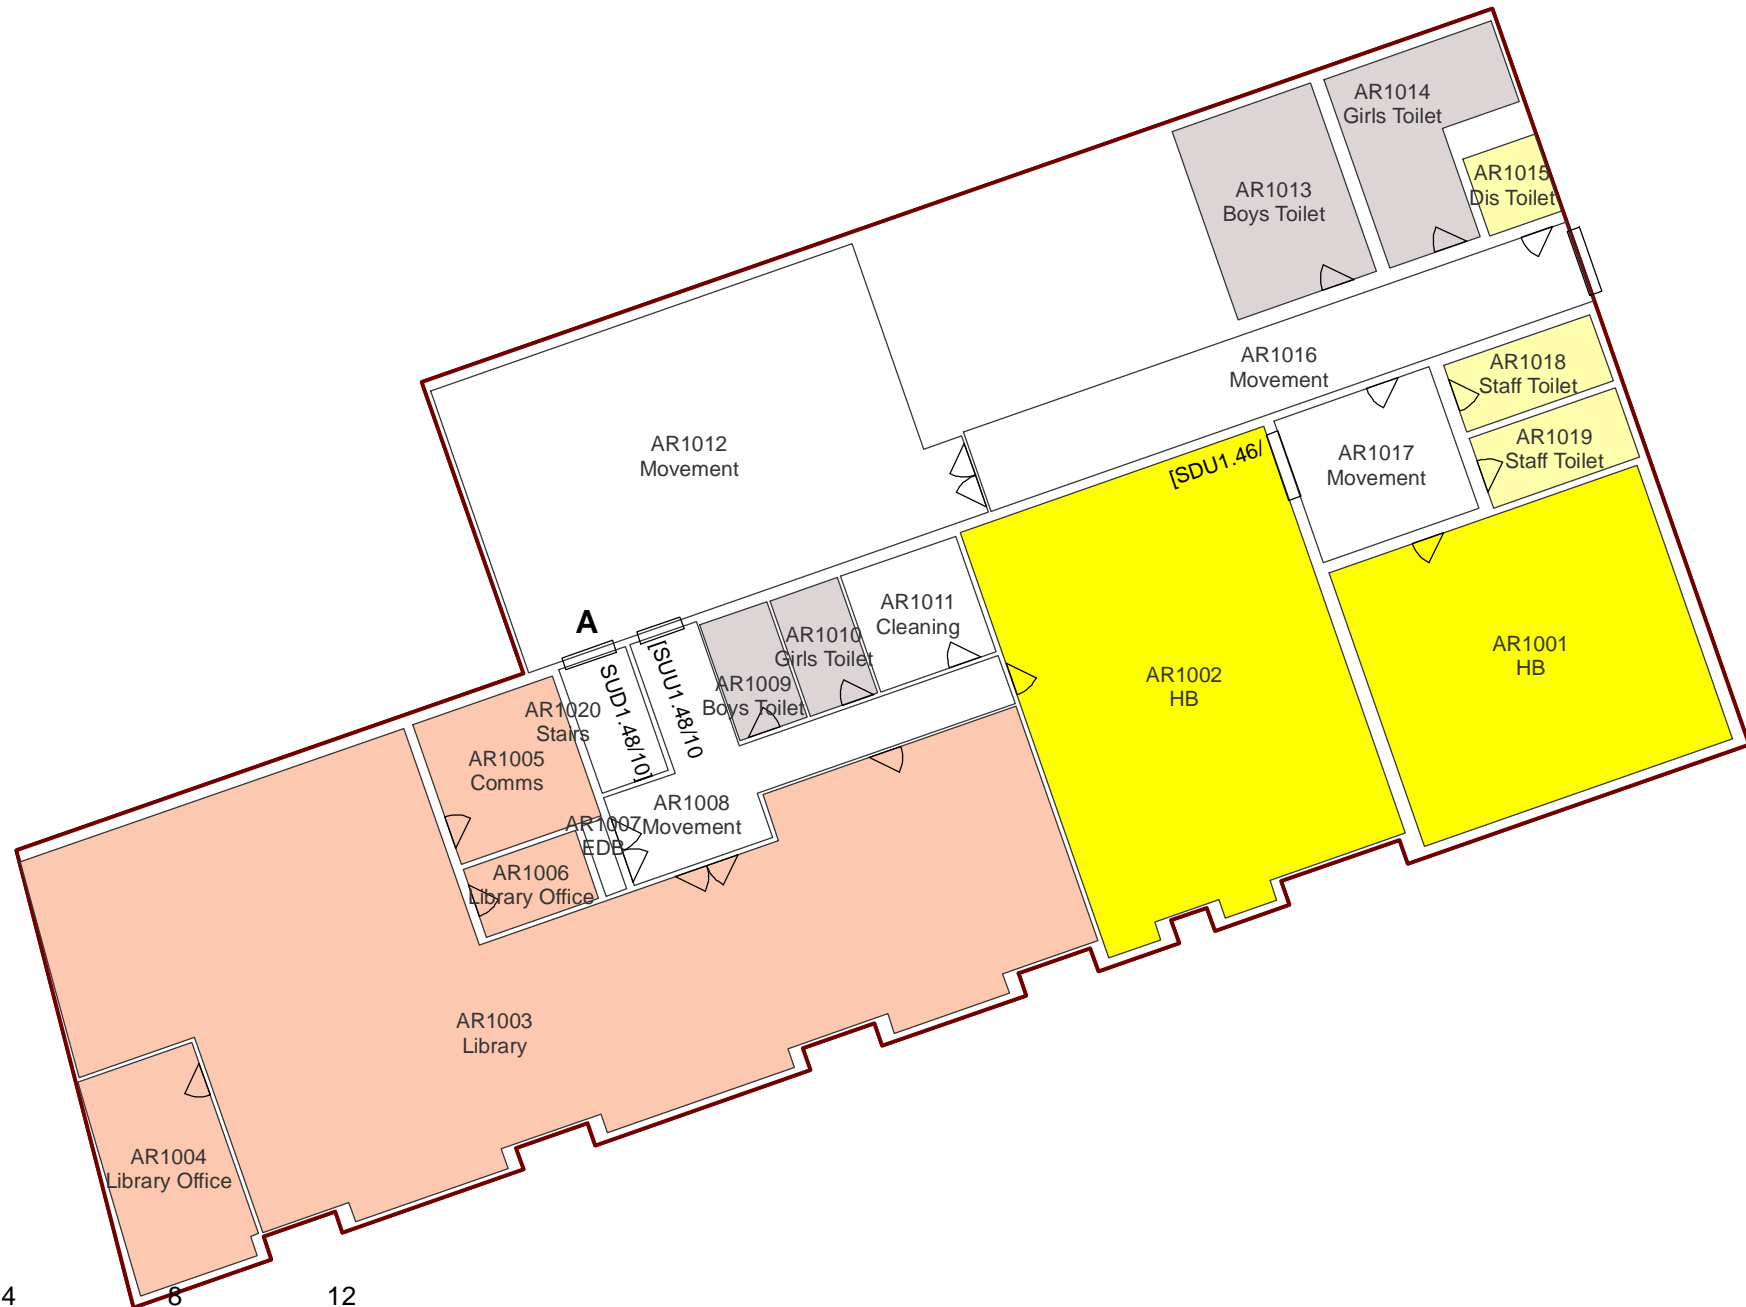 AR1014
Girls Toilet
AR1015
Dis Toilet
AR1013
Boys Toilet
AR1016
Movement
AR1018
Staff Toilet
AR1019
Staff Toilet
AR1017
Movement
[SDU1.46/
AR1012
Movement
AR1011
Cleaning
AR1010
Girls Toilet
AR1009
Boys Toilet
A
[SUU1.48/10
SUD1.48/10]
AR1020
Stairs
AR1005
Comms
AR1008
Movement
AR1007
EDB
AR1006
Library Office
AR1002
HB
AR1001
HB
AR1003
Library
AR1004
Library Office
4
8
12